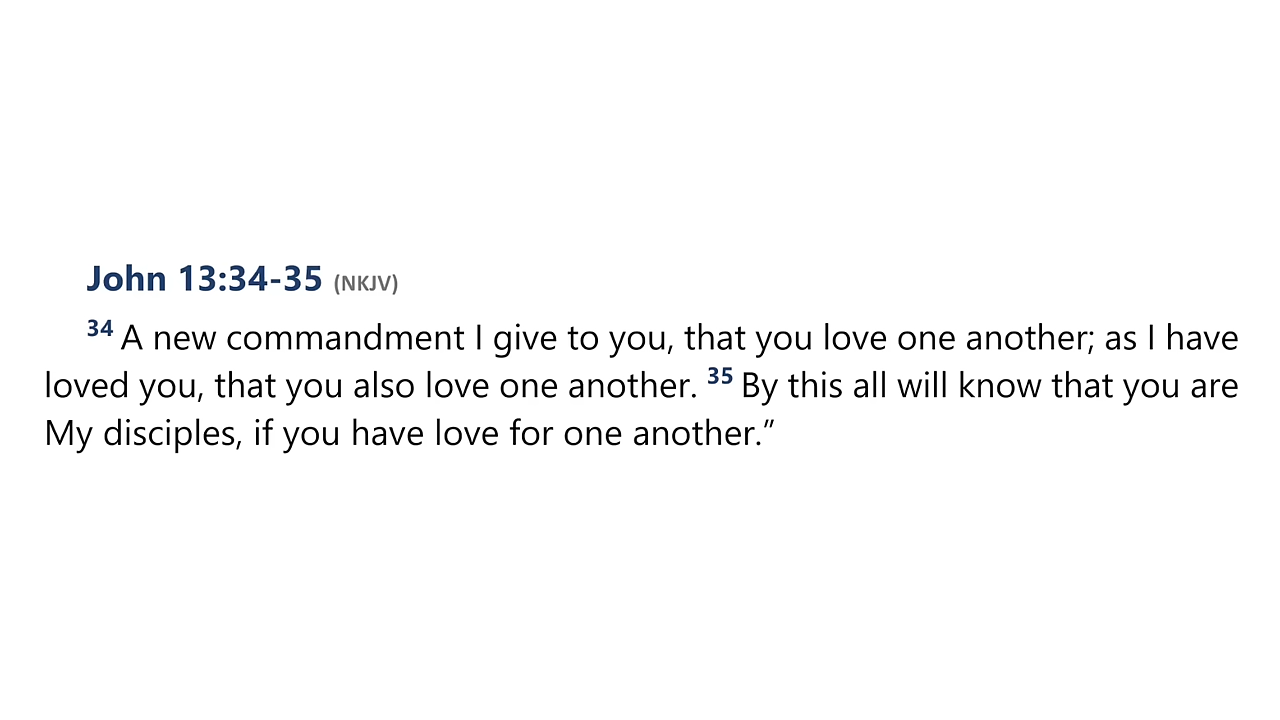 John 13:34-35 (NKJV)
34 A new commandment I give to you, that you love one another; as I have
loved you, that you also love one another. 35 By this all will know that you are
My disciples, if you have love for one another.”